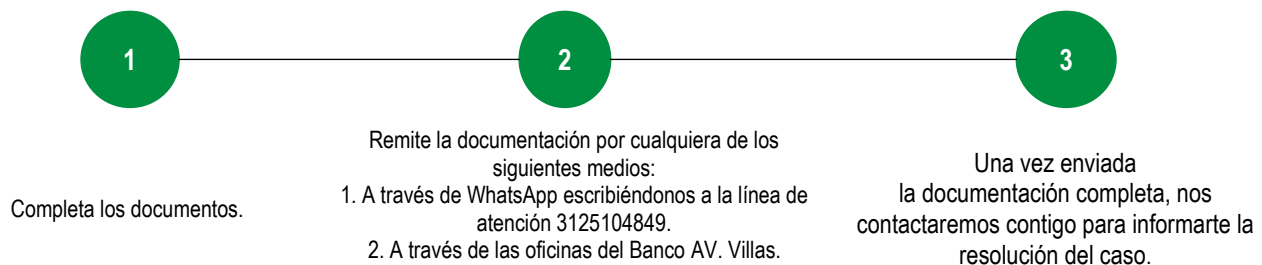 1
2
3
Completa los documentos.
Remite la documentación por cualquiera de los
siguientes medios:
1. A través de WhatsApp escribiéndonos a la línea de
atención 3125104849.
2. A través de las oficinas del Banco AV. Villas.
Una vez enviada
la documentación completa, nos
contactaremos contigo para informarte la
resolución del caso.